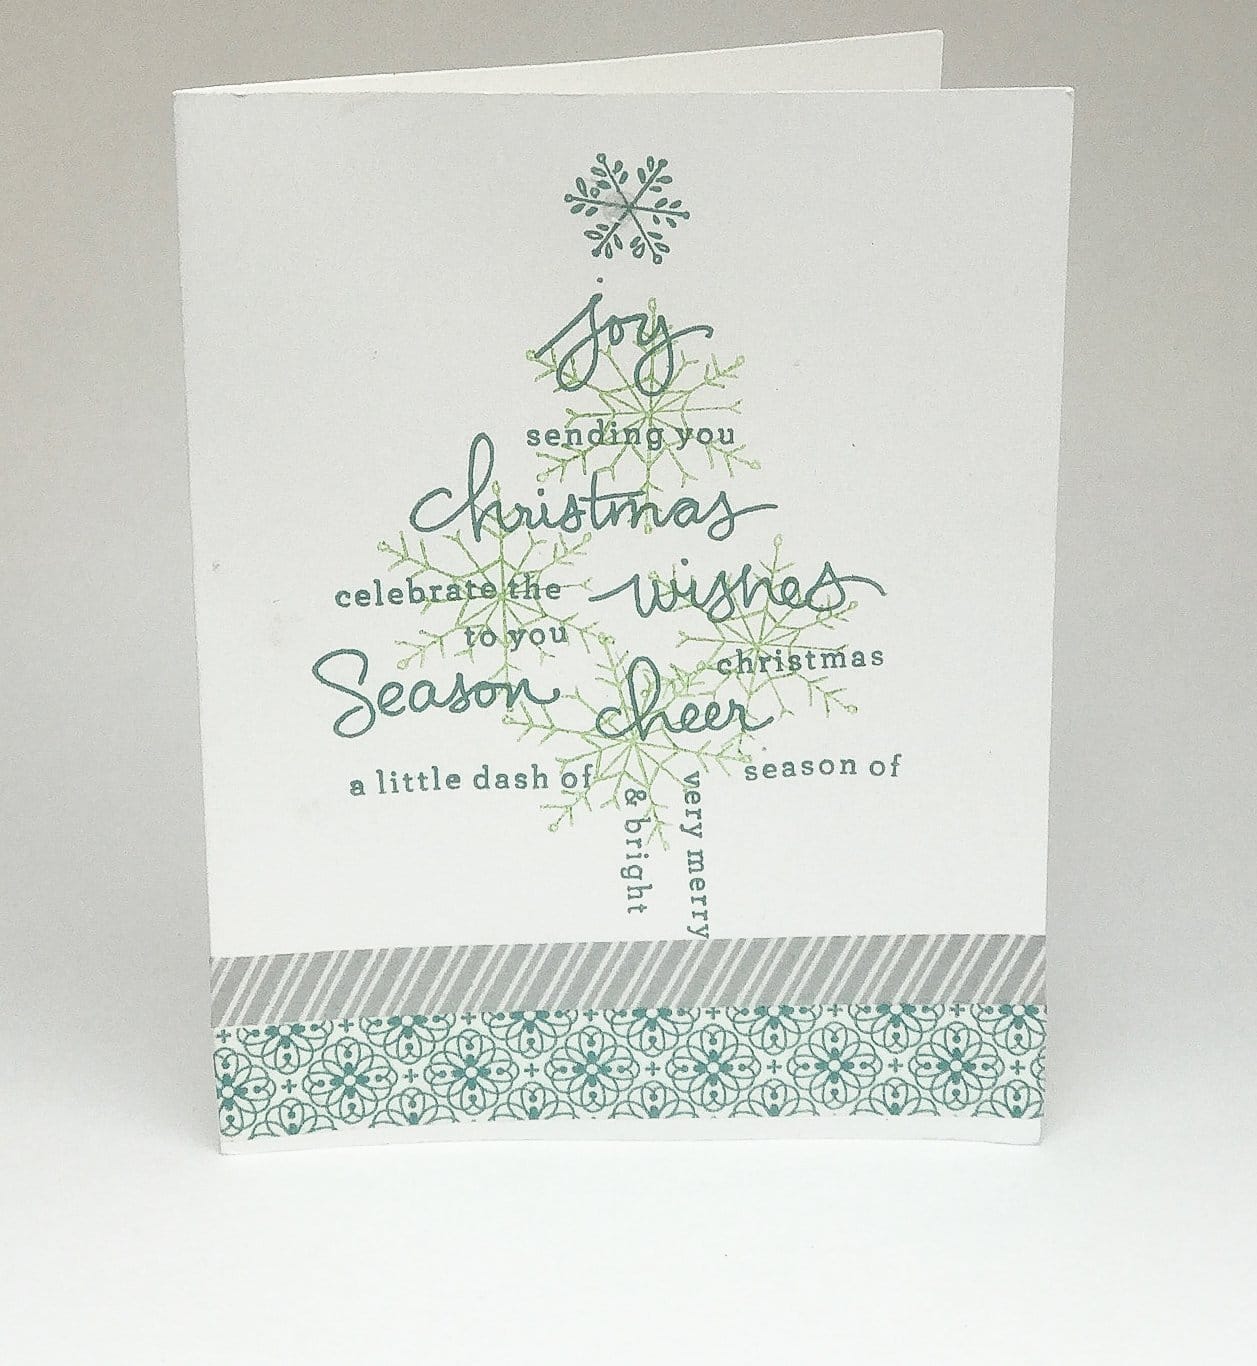 joy
sending you
christmas
celebrate the
wishes
to you
christmas
Season
cheer
a little dash of
season of
& bright
very merry